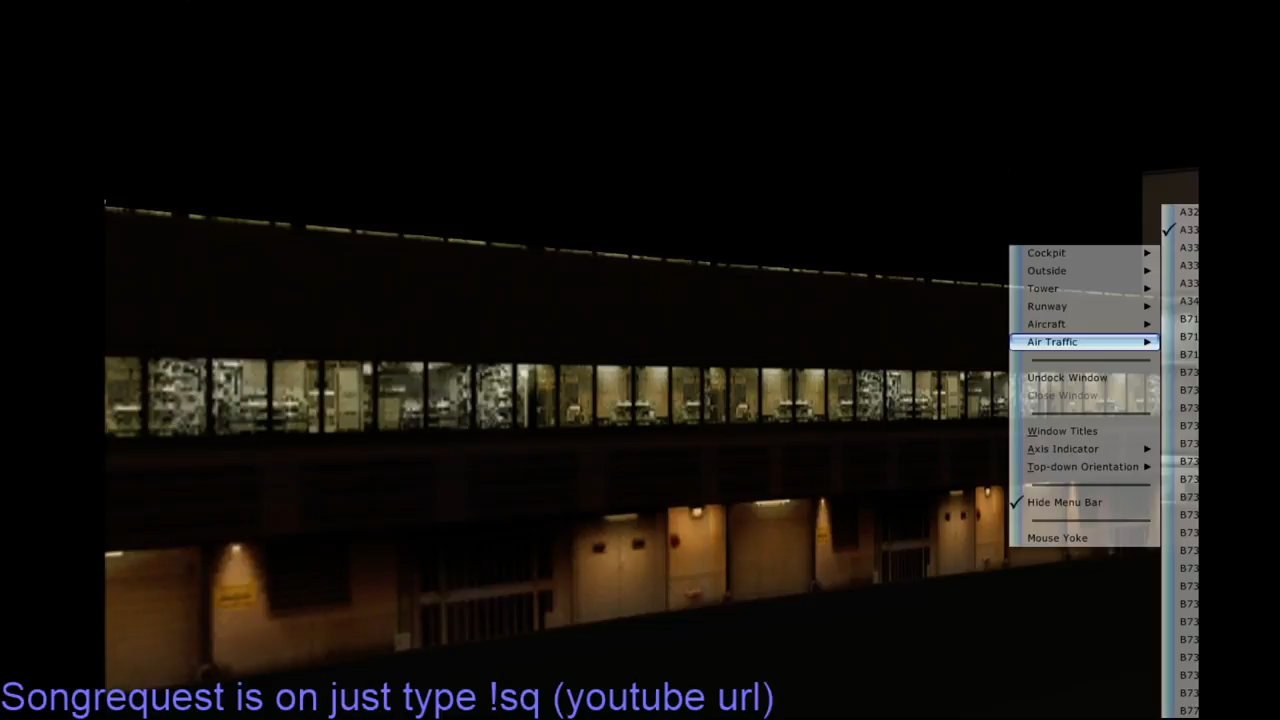 A32
A33
Cockpit
A33
Outside
A33
Tower
A33
Runway
A34
Aircraft
B71
Air Traffic
B71
B71
Undock Window
B73
Close Window
B73
B73
Window Titles
B73
Axis Indicator
B73
Top-down Orientation
B73
B73
Hide Menu Bar
B73
B73
Mouse Yoke
B73
B73
B73
B73
B73
B73
B73
B73
B73
B73
B77
Songrequest is on just type !sq (youtube url)